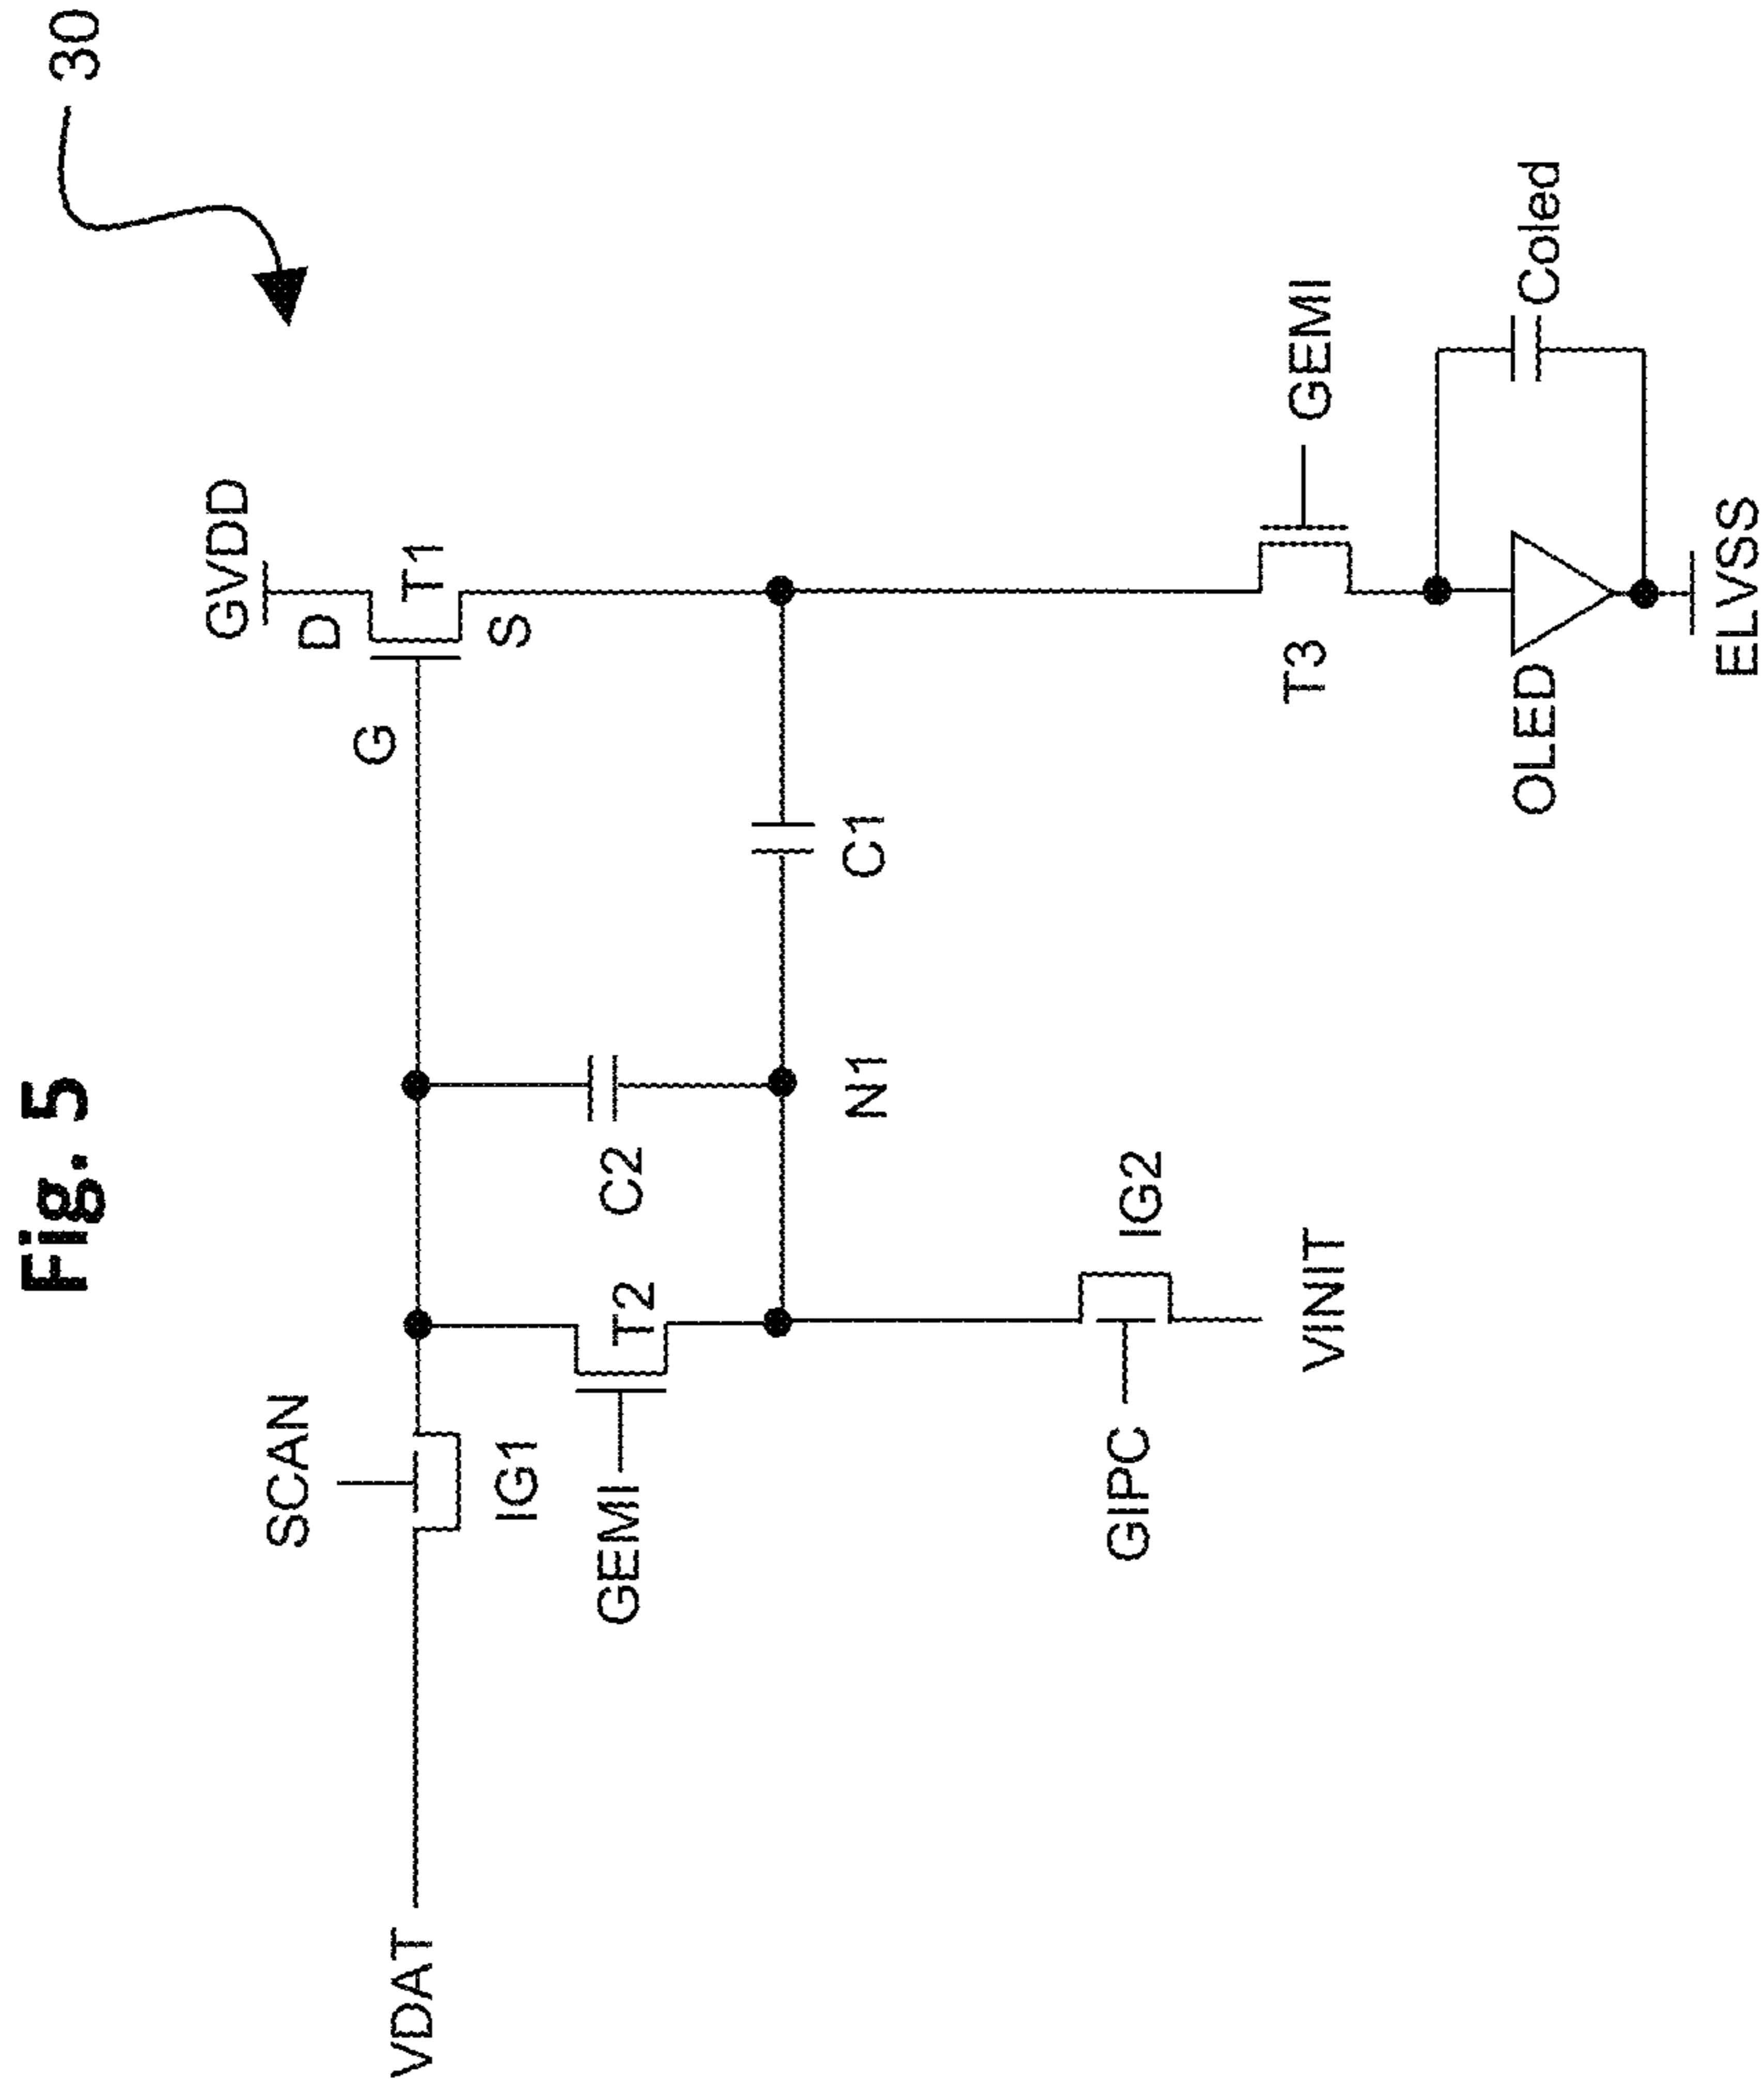 Fig. 5
30
GVDD
D
T1
S
G
SCAN
VDAT
IG1
GEMI
T2
C2
N1
C1
GIPC
IG2
VINIT
T3
GEMI
OLED
Coled
ELVSS